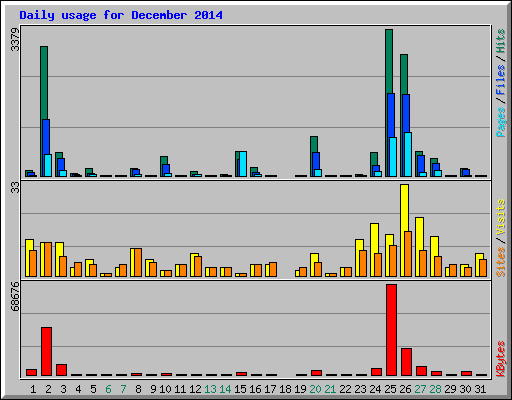 Daily usage for December 2014
3379
Pages / Files / Hits
33
Sites / Visits
68676
KBytes
1 2 3 4 5 6 7 8 9 10 11 12 13 14 15 16 17 18 19 20 21 22 23 24 25 26 27 28 29 30 31